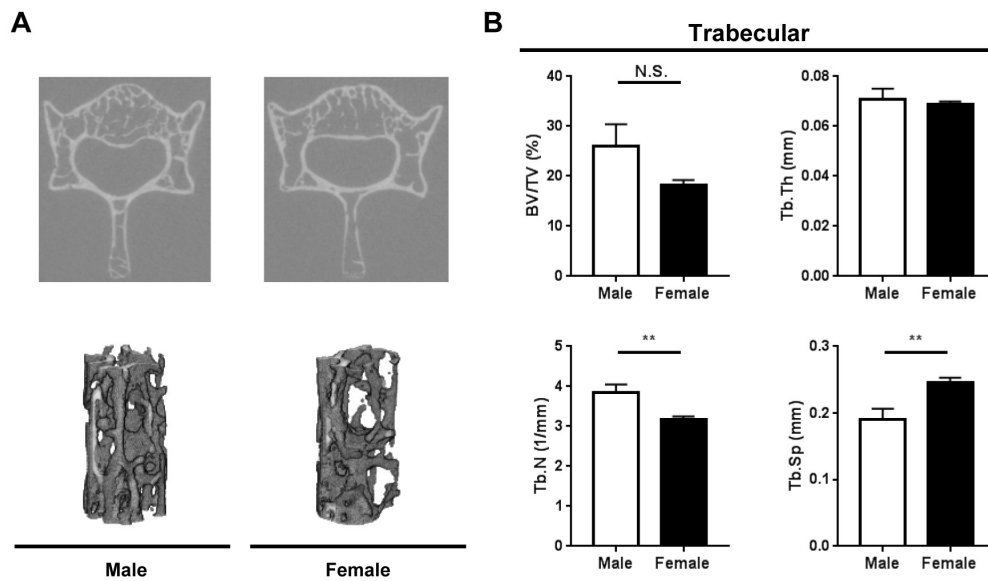 A
B
Trabecular
N.S.
BV/TV (%)
40
30
20
10
0
Male Female
Tb.Th (mm)
0.08
0.06
0.04
0.02
0.00
Male Female
**
Tb.N (1/mm)
5
4
3
2
1
0
Male Female
**
Tb.Sp (mm)
0.3
0.2
0.1
0.0
Male Female
Male Female